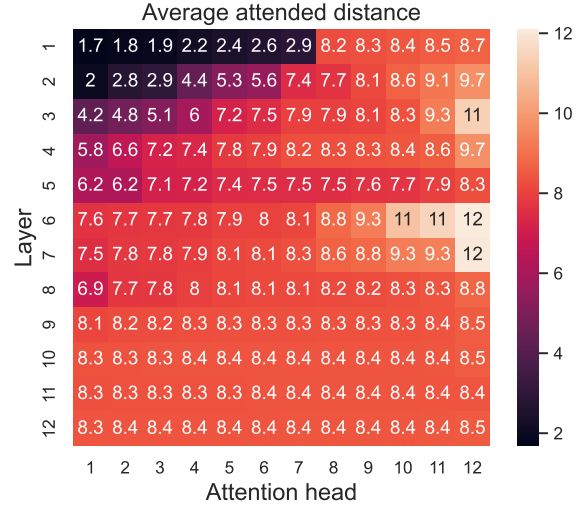 Average attended distance
1 1.7 1.8 1.9 2.2 2.4 2.6 2.9 8.2 8.3 8.4 8.5 8.7
2 2 2.8 2.9 4.4 5.3 5.6 7.4 7.7 8.1 8.6 9.1 9.7
3 4.2 4.8 5.1 6 7.2 7.5 7.9 7.9 8.1 8.3 9.3 11
4 5.8 6.6 7.2 7.4 7.8 7.9 8.2 8.3 8.3 8.4 8.6 9.7
5 6.2 6.2 7.1 7.2 7.4 7.5 7.5 7.5 7.6 7.7 7.9 8.3
6 7.6 7.7 7.7 7.8 7.9 8 8.1 8.8 9.3 11 11 12
7 7.5 7.8 7.8 7.9 8.1 8.1 8.3 8.6 8.8 9.3 9.3 12
8 6.9 7.7 7.8 8 8.1 8.1 8.1 8.2 8.2 8.3 8.3 8.8
9 8.1 8.2 8.2 8.3 8.3 8.3 8.3 8.3 8.3 8.3 8.4 8.5
10 8.3 8.3 8.3 8.4 8.4 8.4 8.4 8.4 8.4 8.4 8.4 8.5
11 8.3 8.3 8.3 8.3 8.3 8.4 8.4 8.4 8.4 8.4 8.4 8.4
12 8.3 8.4 8.4 8.4 8.4 8.4 8.4 8.4 8.4 8.4 8.4 8.5
1 2 3 4 5 6 7 8 9 10 11 12
Attention head
Layer
12
10
8
6
4
2